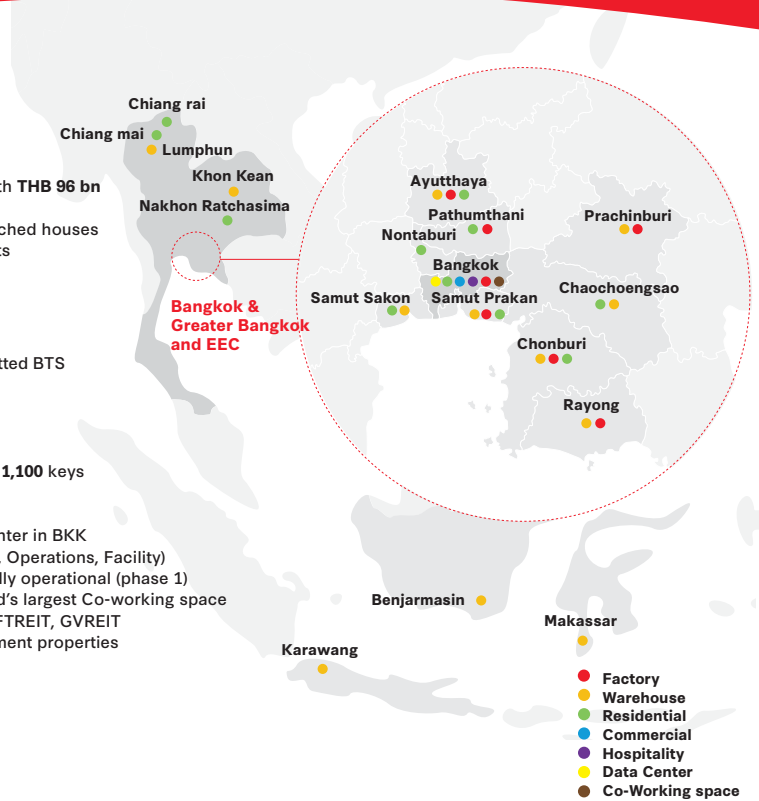 Chiang rai
Chiang mai
Lumphun
Khon Kean
Nakhon Ratchasima
th THB 96 bn
ched houses
ts
Bangkok &
Greater Bangkok
and EEC
tted BTS
1,100 keys
nter in BKK
, Operations, Facility)
lly operational (phase 1)
d's largest Co-working space
FTREIT, GVREIT
ment properties
Ayutthaya
Pathumthani
Nontaburi
Bangkok
Samut Sakon
Samut Prakan
Prachinburi
Chaochoengsao
Chonburi
Rayong
Benjarmasin
Makassar
Karawang
Factory
Warehouse
Residential
Commercial
Hospitality
Data Center
Co-Working space